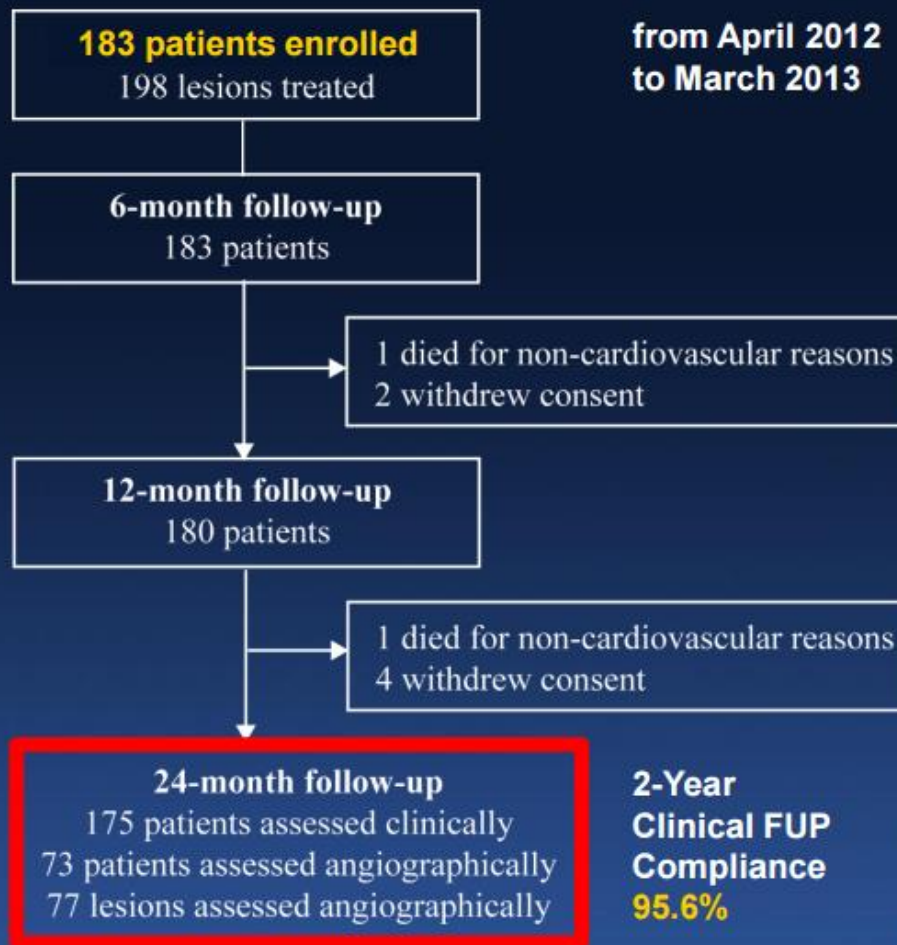 183 patients enrolled
198 lesions treated
from April 2012
to March 2013
6-month follow-up
183 patients
1 died for non-cardiovascular reasons
2 withdrew consent
12-month follow-up
180 patients
1 died for non-cardiovascular reasons
4 withdrew consent
24-month follow-up
175 patients assessed clinically
73 patients assessed angiographically
77 lesions assessed angiographically
2-Year
Clinical FUP
Compliance
95.6%